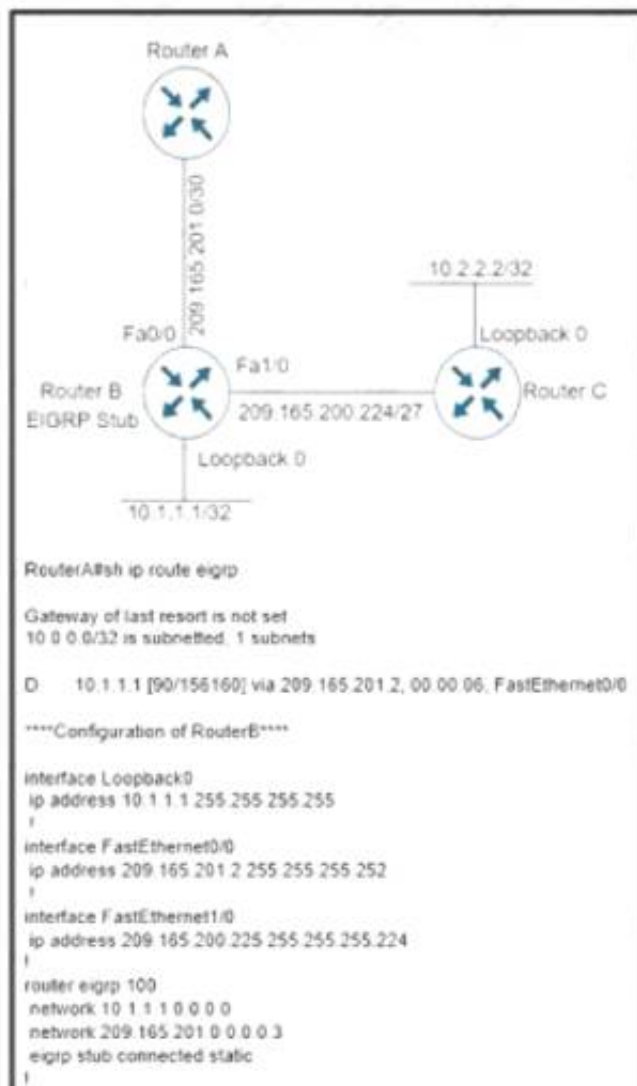 Router A
209.165.201.0/30
10.2.2.2/32
Fa0/0
Loopback 0
Fa1/0
Router B
EIGRP Stub
Router C
209.165.200.224/27
Loopback 0
10.1.1.1/32
RouterA#sh ip route eigrp
Gateway of last resort is not set
10.0.0.0/32 is subnetted, 1 subnets
D 10.1.1.1 [90/156160] via 209.165.201.2, 00:00:06, FastEthernet0/0
****Configuration of RouterB****
interface Loopback0
ip address 10.1.1.1 255.255.255.255
!
interface FastEthernet0/0
ip address 209.165.201.2 255.255.255.252
!
interface FastEthernet1/0
ip address 209.165.200.225 255.255.255.224
!
router eigrp 100
network 10.1.1.1 0.0.0.0
network 209.165.201.0 0.0.0.3
eigrp stub connected static
!